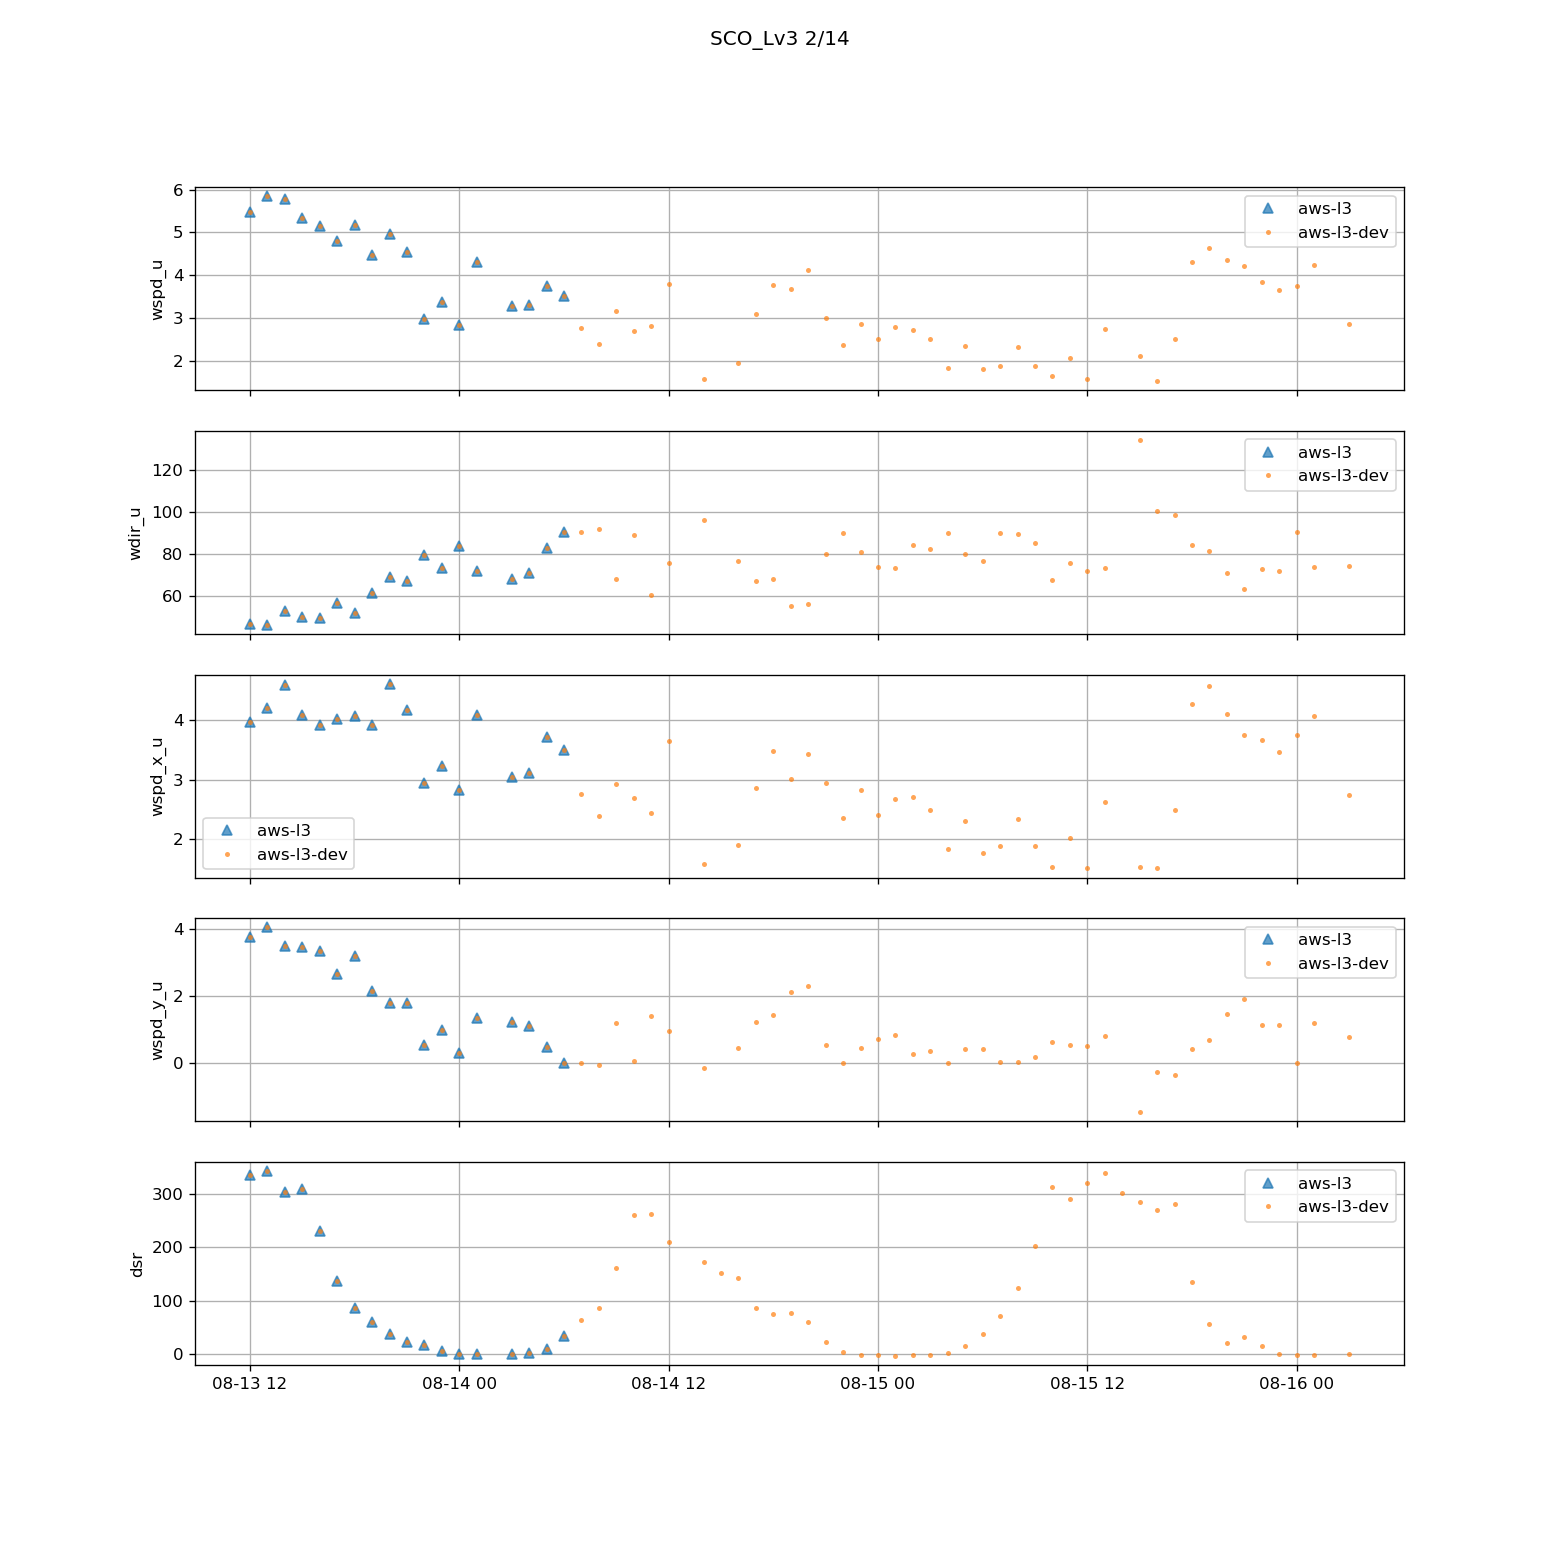 SCO_Lv3 2/14
6
5
4
3
2
wspd_u
aws-l3
aws-l3-dev
120
100
80
60
wdir_u
aws-l3
aws-l3-dev
4
3
2
wspd_x_u
aws-l3
aws-l3-dev
4
2
0
wspd_y_u
aws-l3
aws-l3-dev
300
200
100
0
dsr
aws-l3
aws-l3-dev
08-13 12
08-14 00
08-14 12
08-15 00
08-15 12
08-16 00